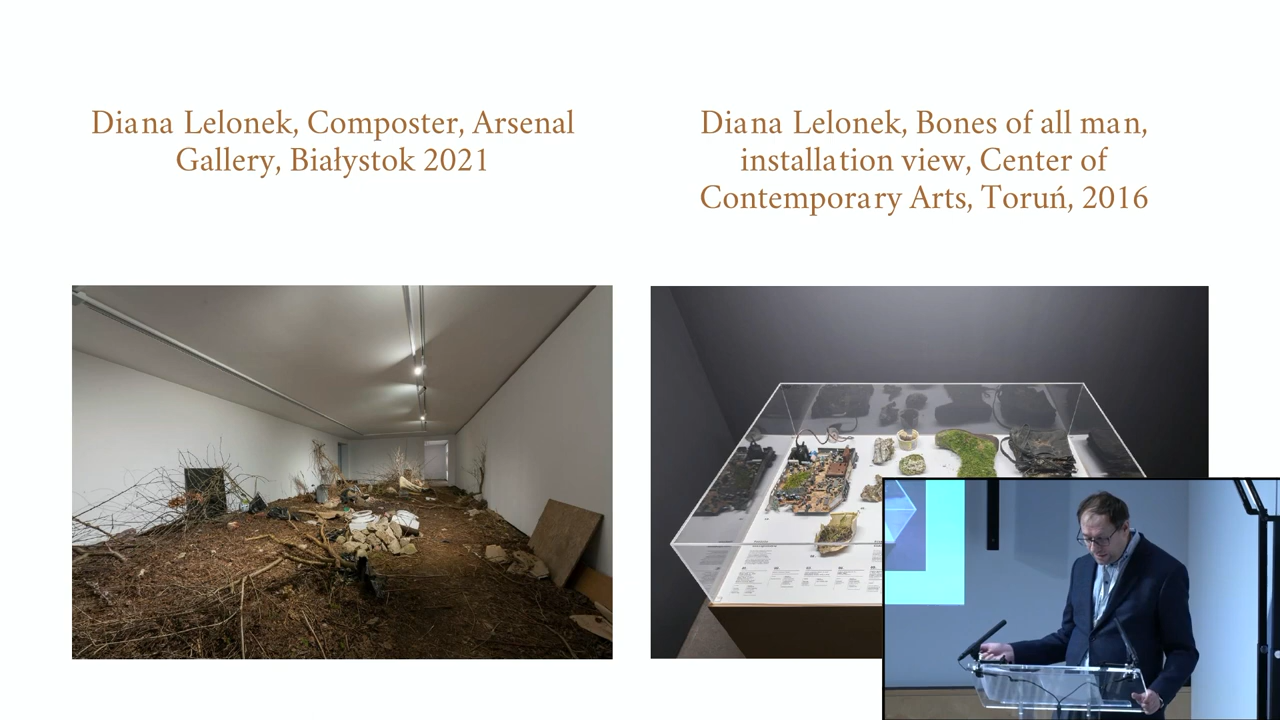 Diana Lelonek, Composter, Arsenal
Gallery, Białystok 2021
Diana Lelonek, Bones of all man,
installation view, Center of
Contemporary Arts, Toruń, 2016